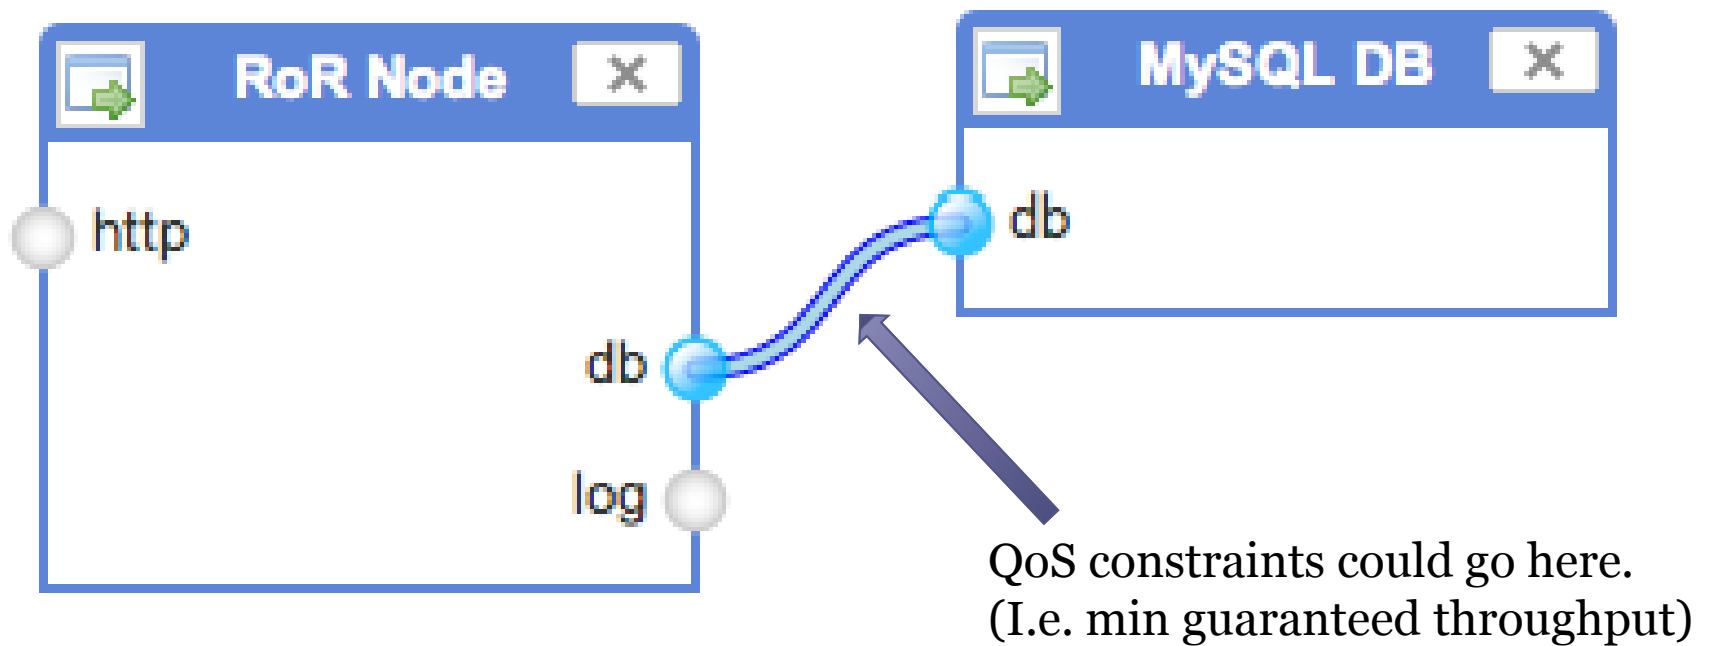 RoR Node
http
db
log
MySQL DB
db
QoS constraints could go here.
(I.e. min guaranteed throughput)